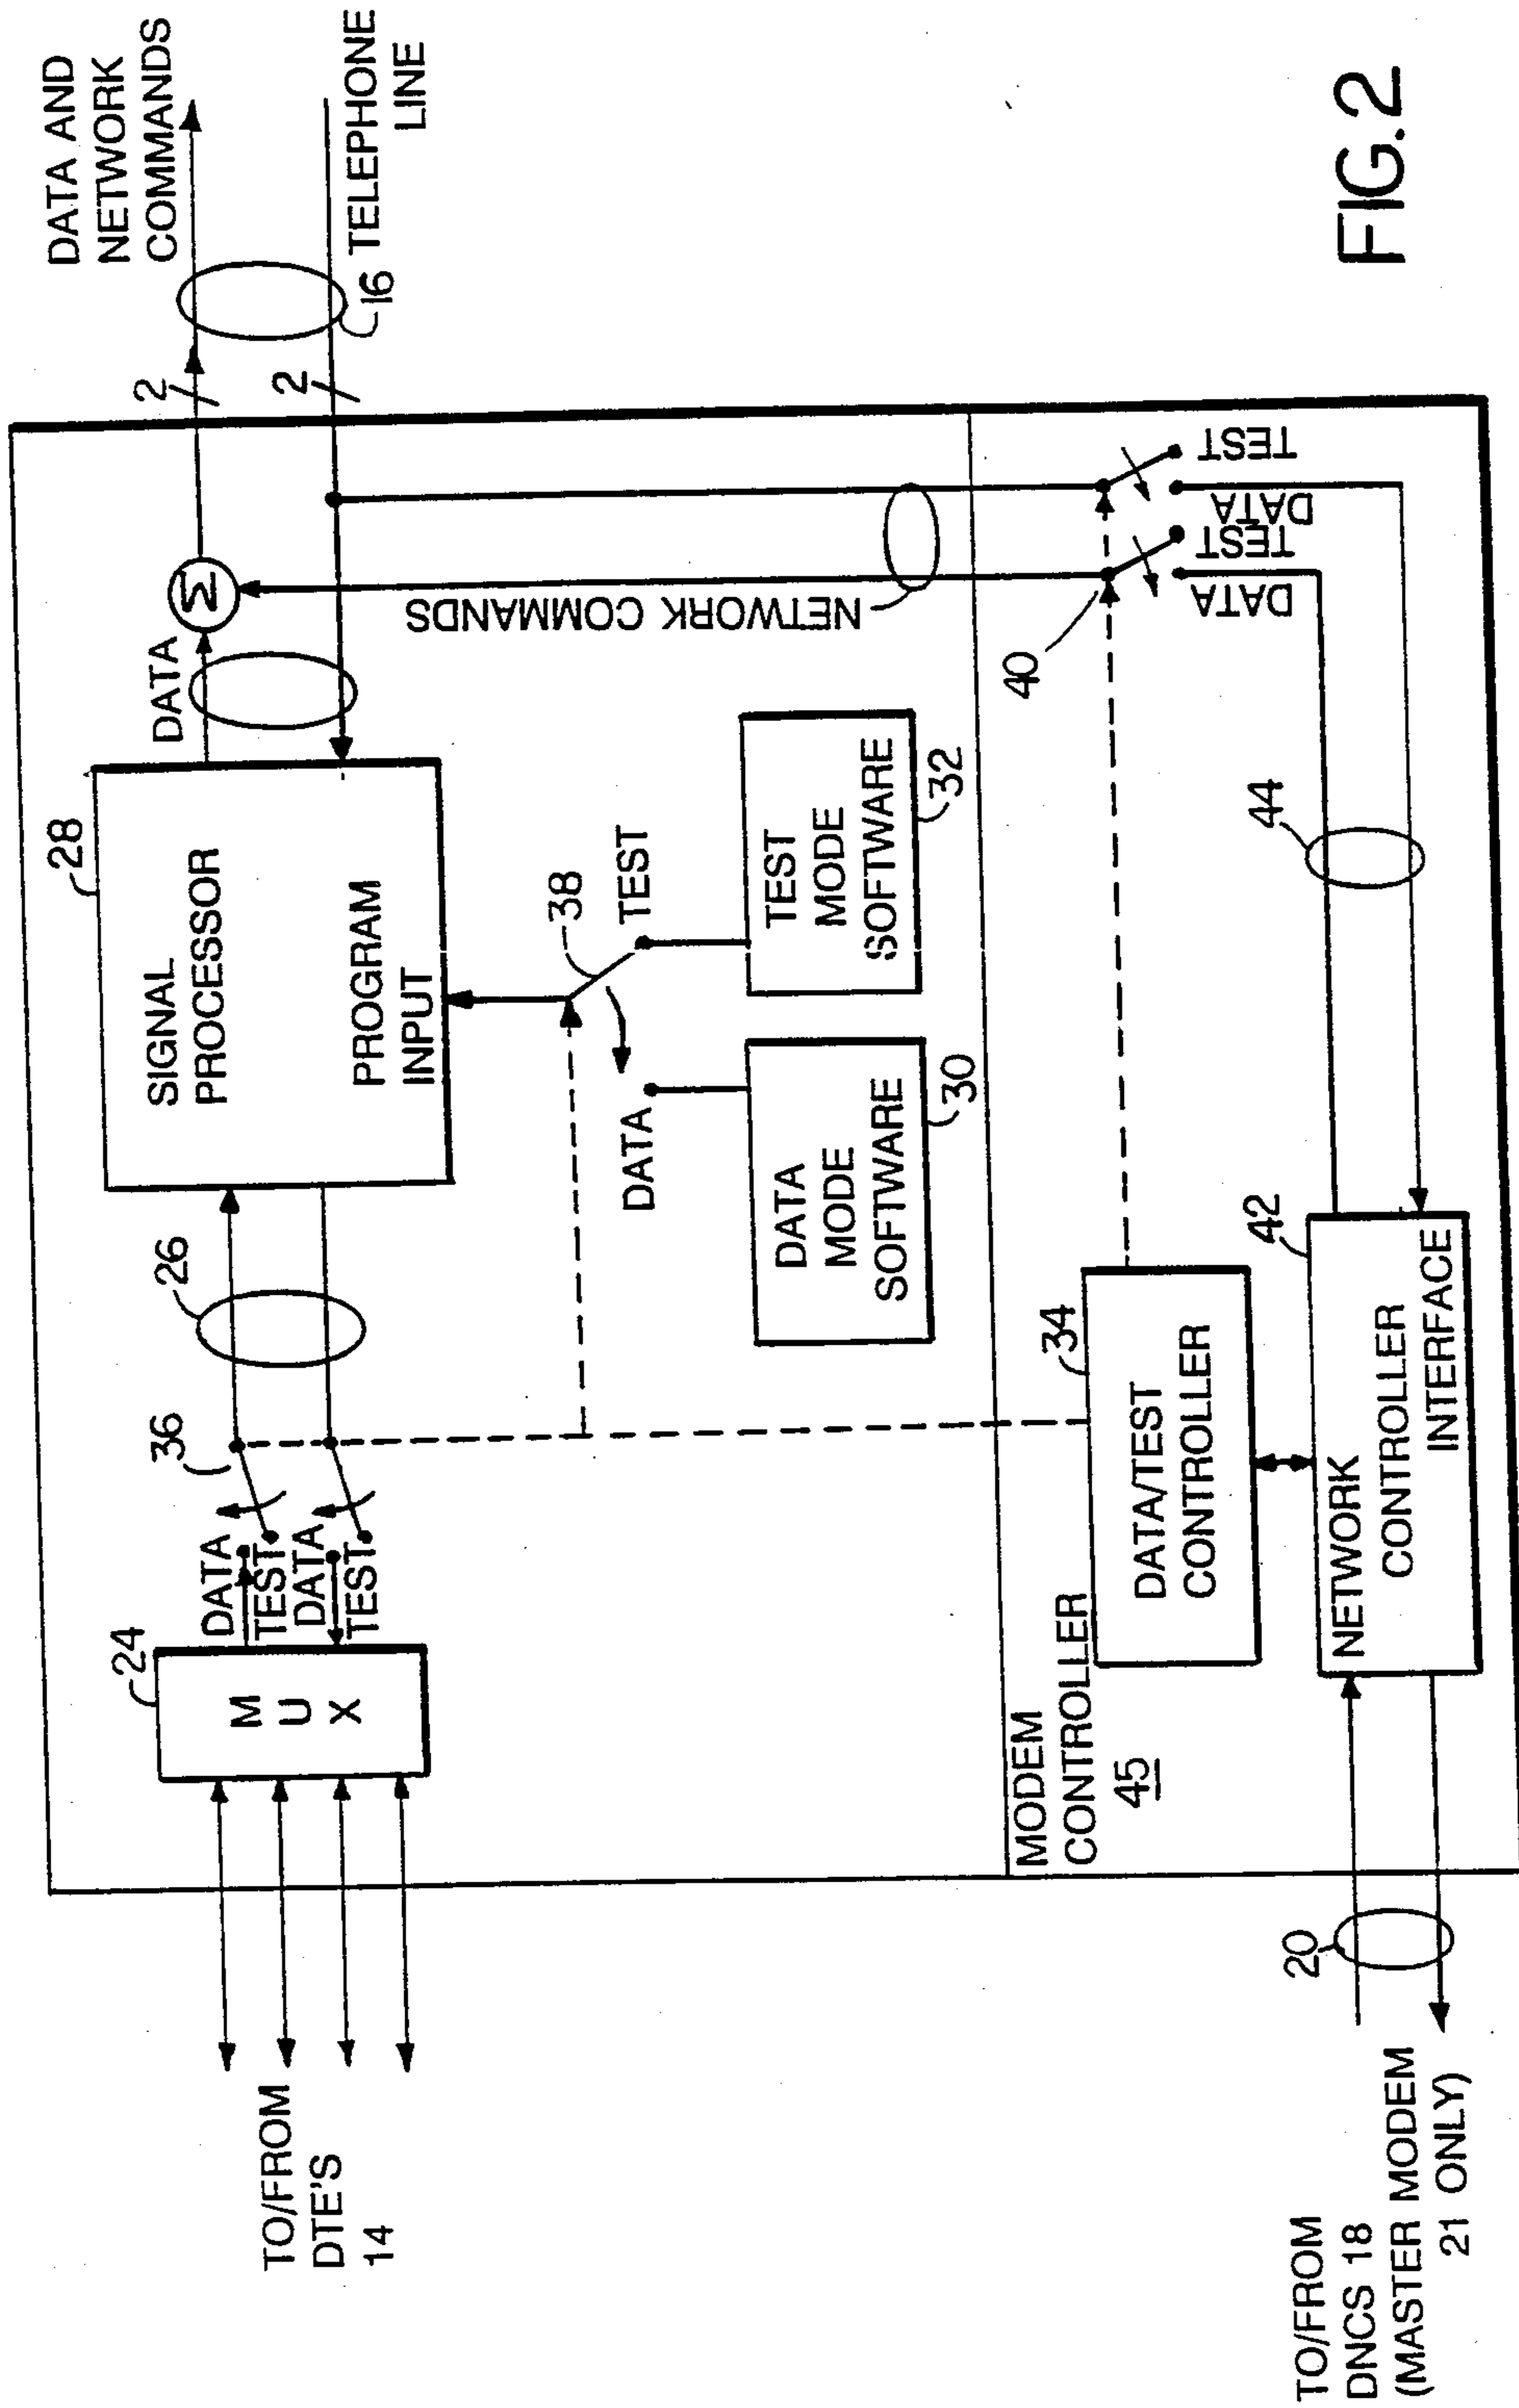 DATA AND
NETWORK
COMMANDS
2
2
16 TELEPHONE
LINE
28
SIGNAL
PROCESSOR
PROGRAM
INPUT
DATA
Σ
26
36
24
M
U
X
DATA
TEST
DATA
TEST
TO/FROM
DTE'S
14
38
TEST
DATA
TEST
MODE
SOFTWARE
32
DATA
MODE
SOFTWARE
30
NETWORK COMMANDS
40
TEST
DATA
TEST
DATA
MODEM
CONTROLLER
45
34
DATA/TEST
CONTROLLER
42
NETWORK
CONTROLLER
INTERFACE
44
20
TO/FROM
DNCS 18
(MASTER MODEM
21 ONLY)
FIG.2